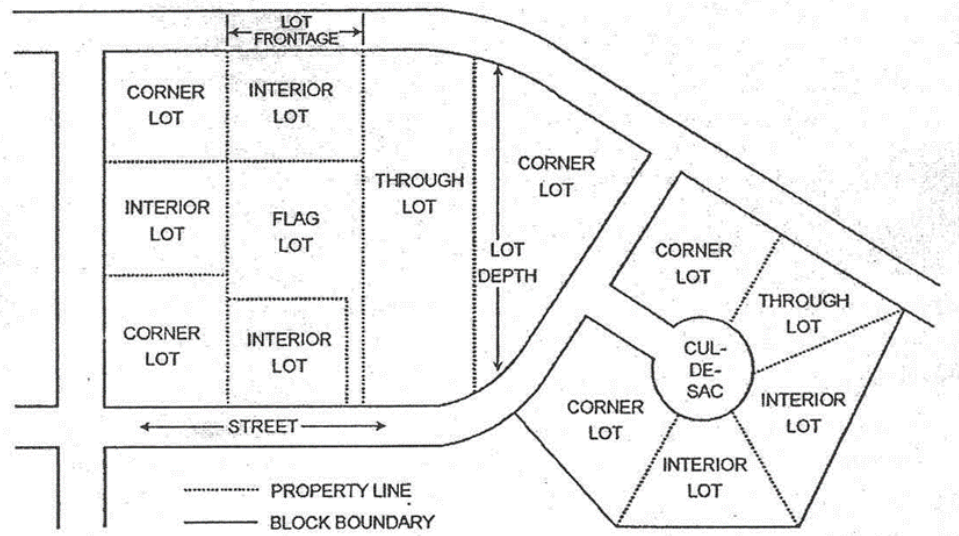 LOT
FRONTAGE
CORNER
LOT
INTERIOR
LOT
THROUGH
LOT
CORNER
LOT
INTERIOR
LOT
FLAG
LOT
LOT
DEPTH
CORNER
LOT
INTERIOR
LOT
CORNER
LOT
THROUGH
LOT
CUL-
DE-
SAC
CORNER
LOT
INTERIOR
LOT
INTERIOR
LOT
STREET
PROPERTY LINE
BLOCK BOUNDARY